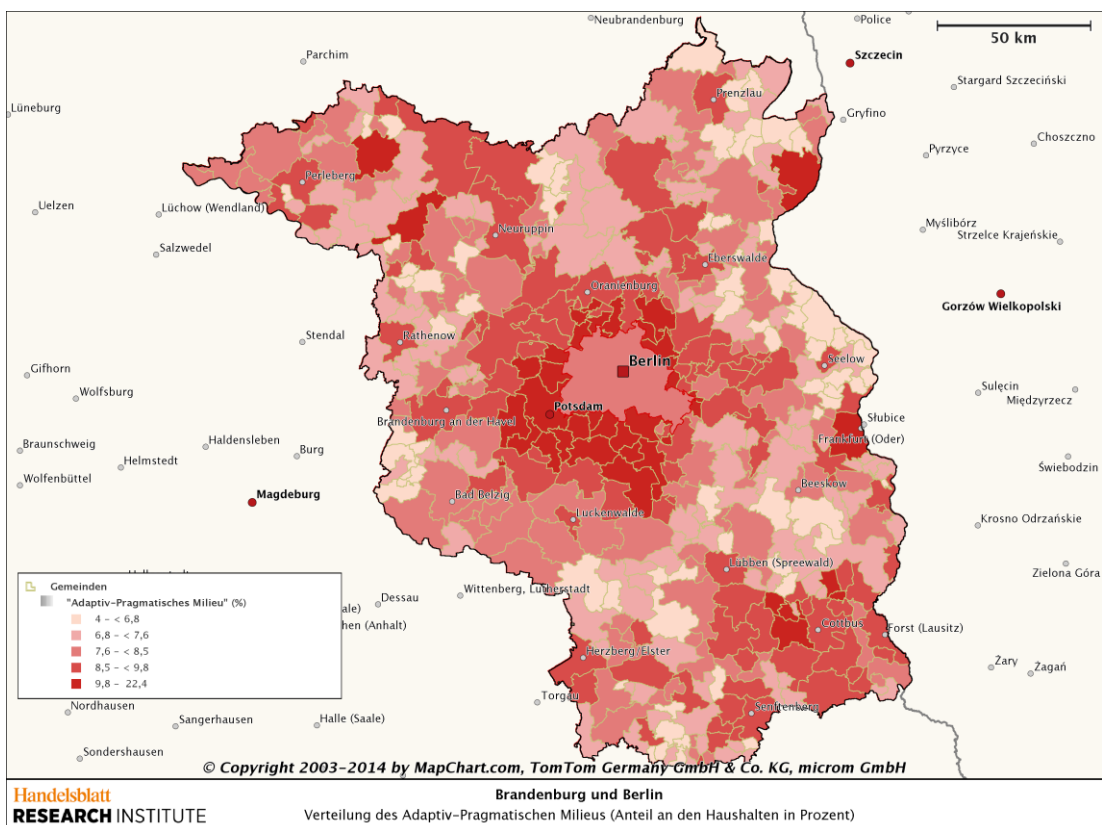 Neubrandenburg
Police
50 km
Parchim
Szczecin
Stargard Szczeciński
Prenzlau
Lüneburg
Gryfino
Choszczno
Pyrzyce
Perleberg
Uelzen
Lüchow (Wendland)
Myślibórz
Neuruppin
Strzelce Krajeńskie
Salzwedel
Eberswalde
Oranienburg
Gorzów Wielkopolski
Stendal
Rathenow
Berlin
Seelow
Gifhorn
Wolfsburg
Sulęcin
Międzyrzecz
Potsdam
Brandenburg an der Havel
Słubice
Frankfurt (Oder)
Braunschweig
Haldensleben
Burg
Helmstedt
Świebodzin
Wolfenbüttel
Magdeburg
Bad Belzig
Beeskow
Luckenwalde
Krosno Odrzańskie
Lübben (Spreewald)
Zielona Góra
Wittenberg, Lutherstadt
Dessau
Gemeinden
"Adaptiv-Pragmatisches Milieu" (%)
4 – < 6,8
6,8 – < 7,6
7,6 – < 8,5
8,5 – < 9,8
9,8 – 22,4
ale)
hen (Anhalt)
Cottbus
Forst (Lausitz)
Herzberg/Elster
Żary
Żagań
Torgau
Nordhausen
Sangerhausen
Halle (Saale)
Senftenberg
Sondershausen
© Copyright 2003–2014 by MapChart.com, TomTom Germany GmbH & Co. KG, microm GmbH
Handelsblatt
RESEARCH INSTITUTE
Brandenburg und Berlin
Verteilung des Adaptiv-Pragmatischen Milieus (Anteil an den Haushalten in Prozent)